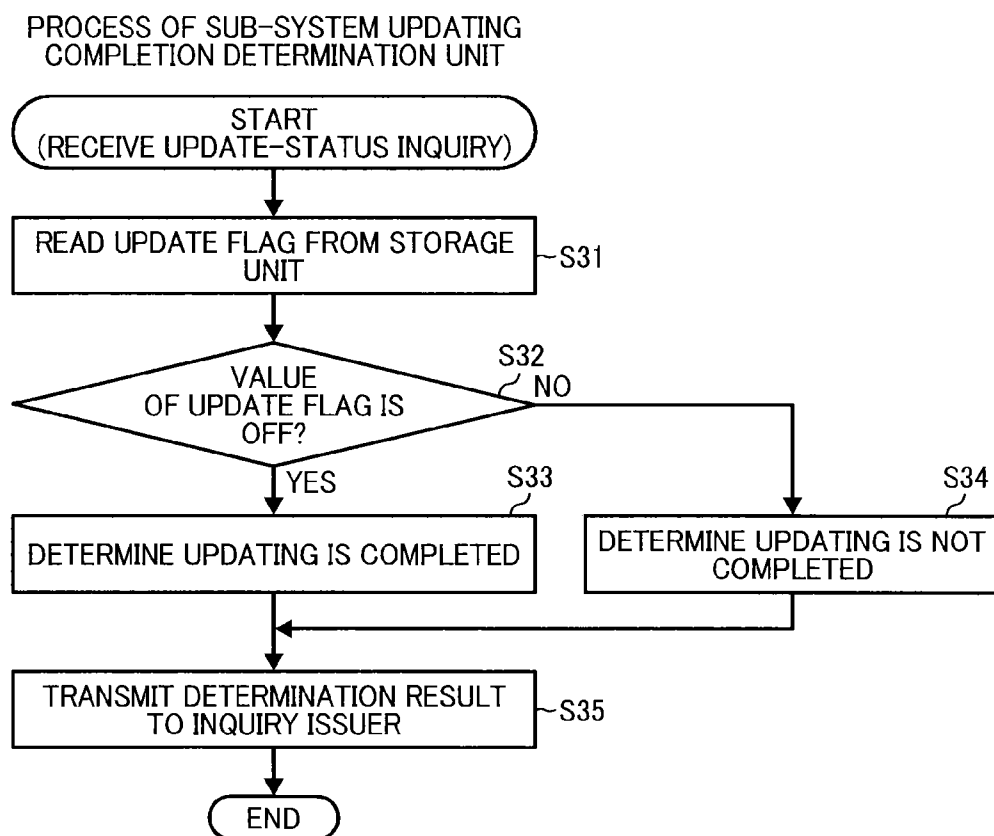 PROCESS OF SUB-SYSTEM UPDATING
COMPLETION DETERMINATION UNIT
START
(RECEIVE UPDATE-STATUS INQUIRY)
READ UPDATE FLAG FROM STORAGE
UNIT
S31
VALUE
OF UPDATE FLAG IS
OFF?
S32
NO
YES
S33
DETERMINE UPDATING IS COMPLETED
S34
DETERMINE UPDATING IS NOT
COMPLETED
TRANSMIT DETERMINATION RESULT
TO INQUIRY ISSUER
S35
END